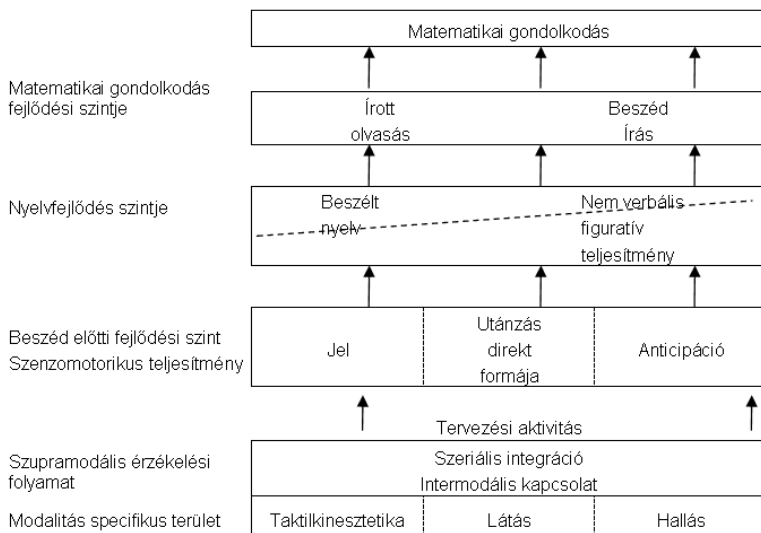 Matematikai gondolkodás
Matematikai gondolkodás
fejlődési szintje
Írott
olvasás
Beszéd
Írás
Nyelvfejlődés szintje
Beszélt
nyelv
Nem verbális
figuratív
teljesítmény
Beszéd előtti fejlődési szint
Szenzomotorikus teljesítmény
Jel
Utánzás
direkt
formája
Anticipáció
Tervezési aktivitás
Szupramodális érzékelési
folyamat
Szeriális integráció
Intermodális kapcsolat
Modalitás specifikus terület
Taktilkinesztetika
Látás
Hallás